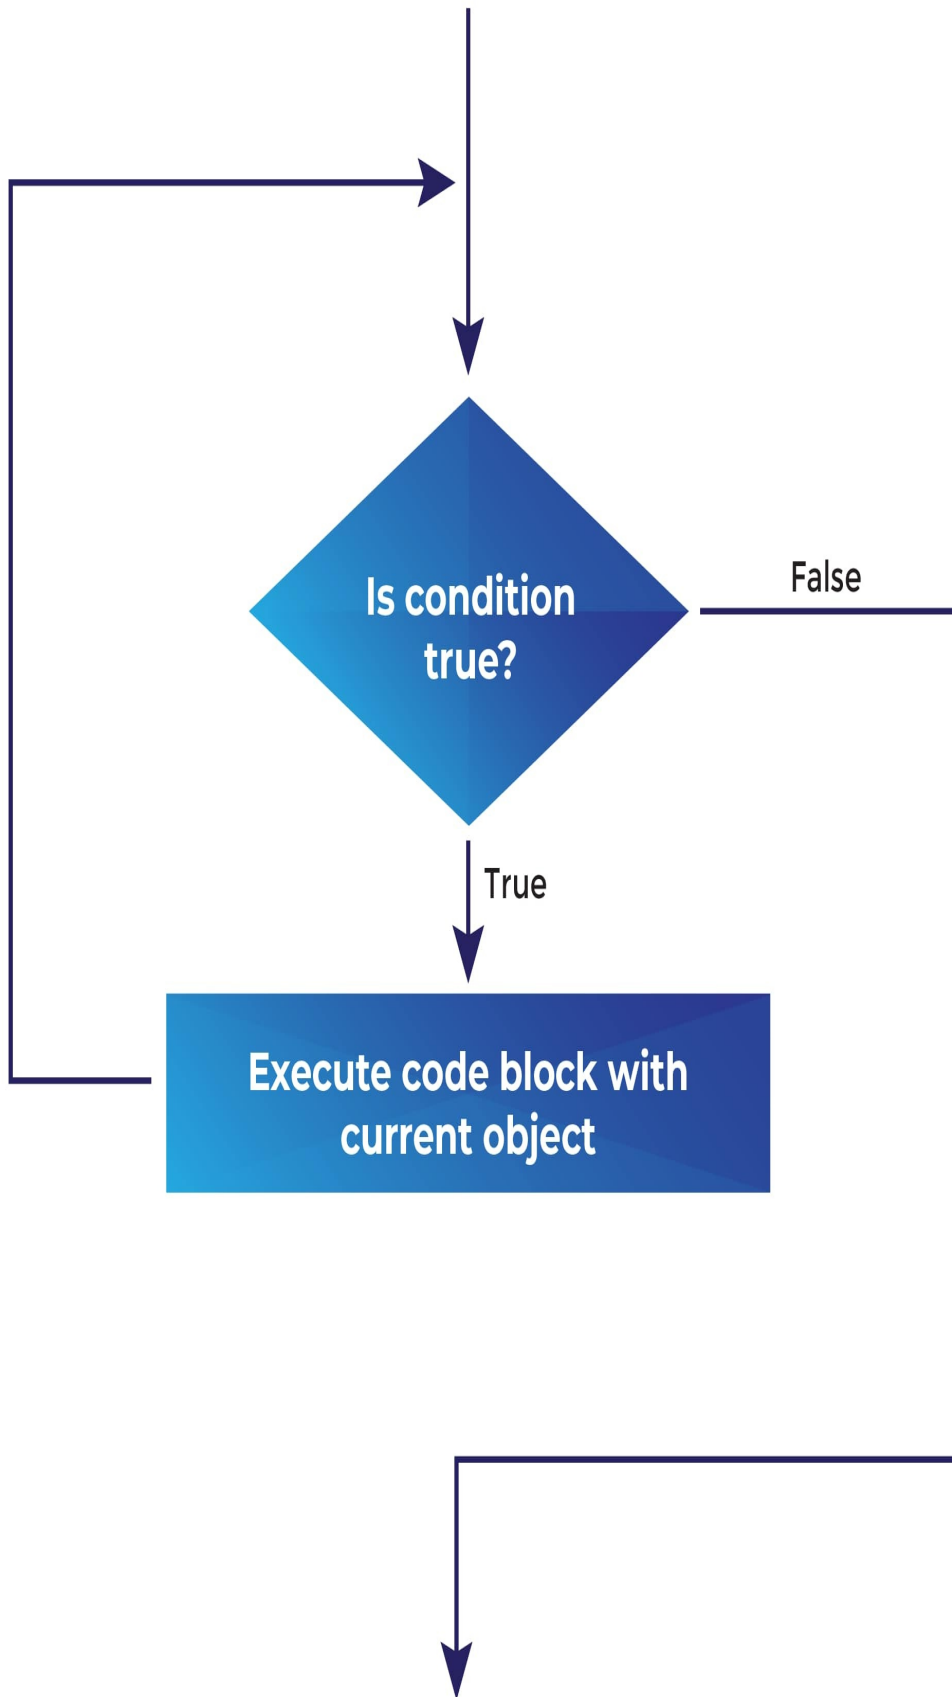 Is condition
true?
False
True
Execute code block with
current object